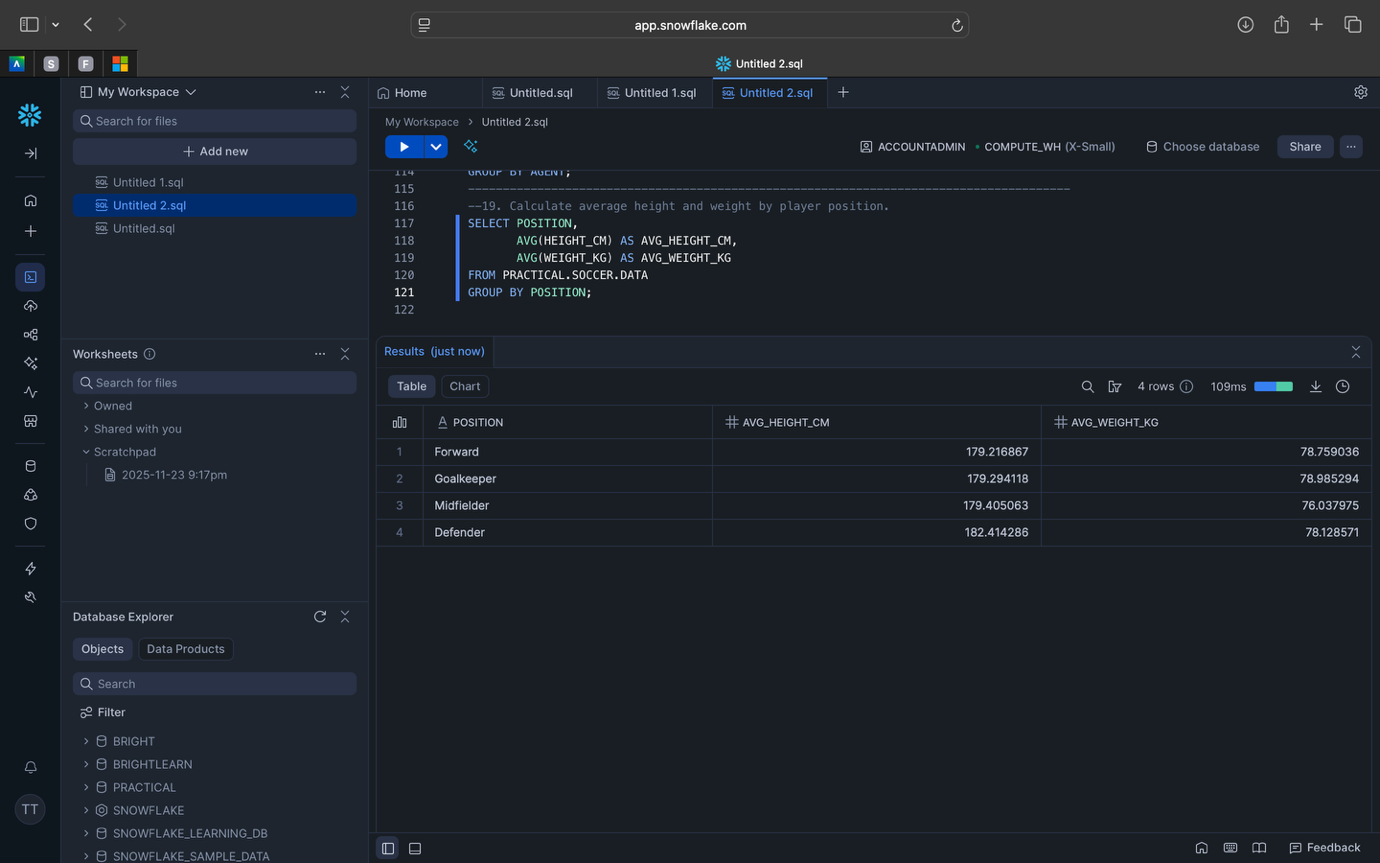 app.snowflake.com
S
F
Untitled 2.sql
My Workspace
Search for files
Add new
Untitled 1.sql
Untitled 2.sql
Untitled.sql
Worksheets
Search for files
Owned
Shared with you
Scratchpad
2025-11-23 9:17pm
Database Explorer
Objects Data Products
Search
Filter
BRIGHT
BRIGHTLEARN
PRACTICAL
SNOWFLAKE
SNOWFLAKE_LEARNING_DB
SNOWFLAKE_SAMPLE_DATA
TT
Home Untitled.sql Untitled 1.sql Untitled 2.sql
My Workspace > Untitled 2.sql
ACCOUNTADMIN COMPUTE_WH (X-Small) Choose database Share
114 GROUP BY AGENT;
115 ---------------------------------------------------------------------------------------
116 --19. Calculate average height and weight by player position.
117 SELECT POSITION,
118 AVG(HEIGHT_CM) AS AVG_HEIGHT_CM,
119 AVG(WEIGHT_KG) AS AVG_WEIGHT_KG
120 FROM PRACTICAL.SOCCER.DATA
121 GROUP BY POSITION;
122
Results (just now)
Table Chart 4 rows 109ms
POSITION AVG_HEIGHT_CM AVG_WEIGHT_KG
1 Forward 179.216867 78.759036
2 Goalkeeper 179.294118 78.985294
3 Midfielder 179.405063 76.037975
4 Defender 182.414286 78.128571
Feedback